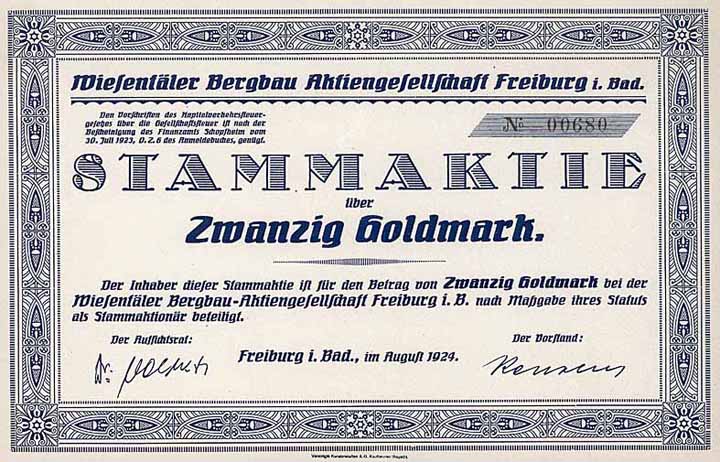 Wiesentäler Bergbau Aktiengesellschaft Freiburg i. Bad.
Den Vorschriften des Kapitalverkehrsteuer-
gesetzes über die Gesellschaftssteuer ist nach der
Bescheinigung des Finanzamts Schopfheim vom
30. Juli 1923, O.Z. 6 des Anmeldebuches, genügt.
№ 00680
STAMMAKTIE
über
Zwanzig Goldmark.
Der Inhaber dieser Stammaktie ist für den Betrag von Zwanzig Goldmark bei der
Wiesentäler Bergbau-Aktiengesellschaft Freiburg i. B. nach Maßgabe ihres Statuts
als Stammaktionär beteiligt.
Der Aufsichtsrat:
Der Vorstand:
Freiburg i. Bad., im August 1924.
Dr.